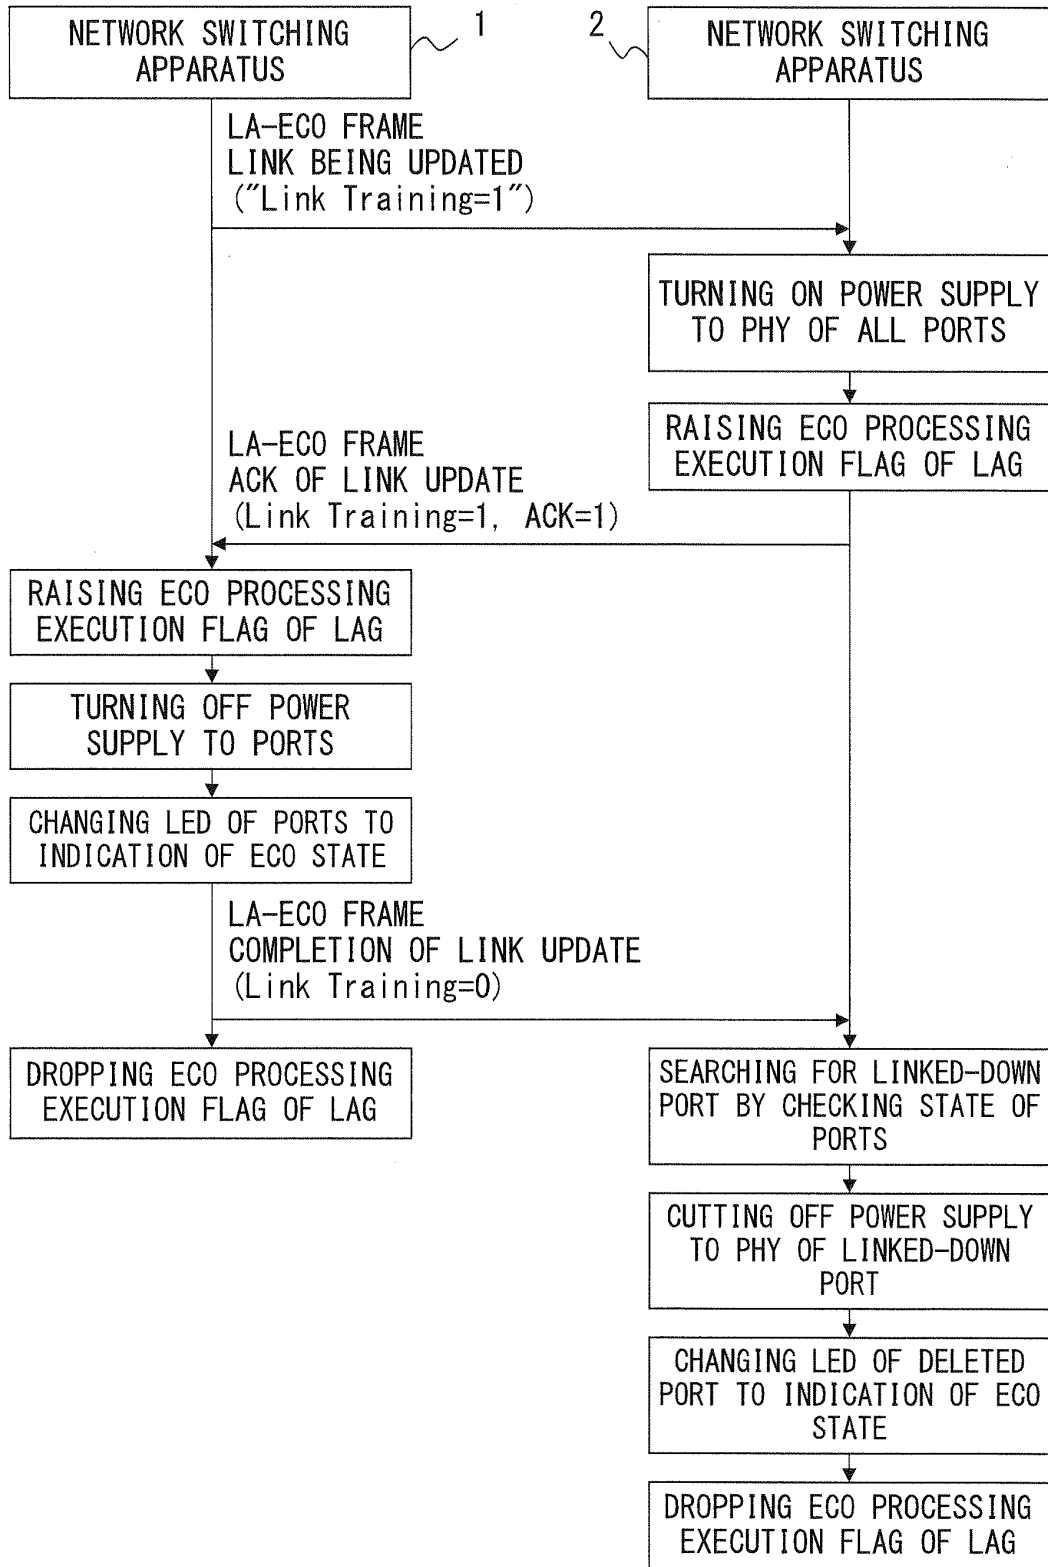 NETWORK SWITCHING
APPARATUS
1
2
NETWORK SWITCHING
APPARATUS
LA-ECO FRAME
LINK BEING UPDATED
("Link Training=1")
TURNING ON POWER SUPPLY
TO PHY OF ALL PORTS
RAISING ECO PROCESSING
EXECUTION FLAG OF LAG
LA-ECO FRAME
ACK OF LINK UPDATE
(Link Training=1, ACK=1)
RAISING ECO PROCESSING
EXECUTION FLAG OF LAG
TURNING OFF POWER
SUPPLY TO PORTS
CHANGING LED OF PORTS TO
INDICATION OF ECO STATE
LA-ECO FRAME
COMPLETION OF LINK UPDATE
(Link Training=0)
DROPPING ECO PROCESSING
EXECUTION FLAG OF LAG
SEARCHING FOR LINKED-DOWN
PORT BY CHECKING STATE OF
PORTS
CUTTING OFF POWER SUPPLY
TO PHY OF LINKED-DOWN
PORT
CHANGING LED OF DELETED
PORT TO INDICATION OF ECO
STATE
DROPPING ECO PROCESSING
EXECUTION FLAG OF LAG